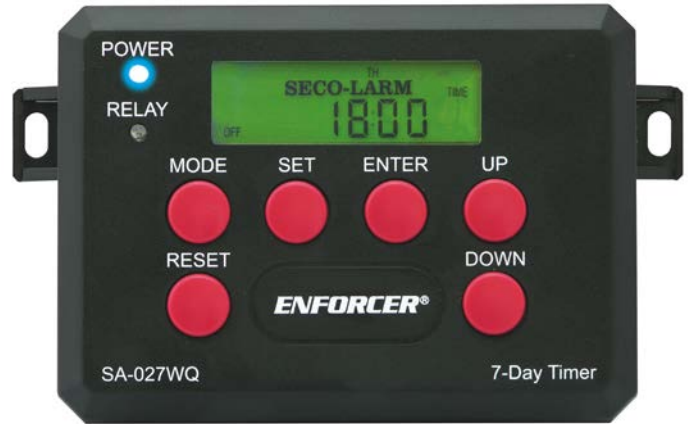 POWER
TH
SECO-LARM TIME
RELAY
OFF 18:00
MODE SET ENTER UP
RESET DOWN
ENFORCER®
SA-027WQ 7-Day Timer